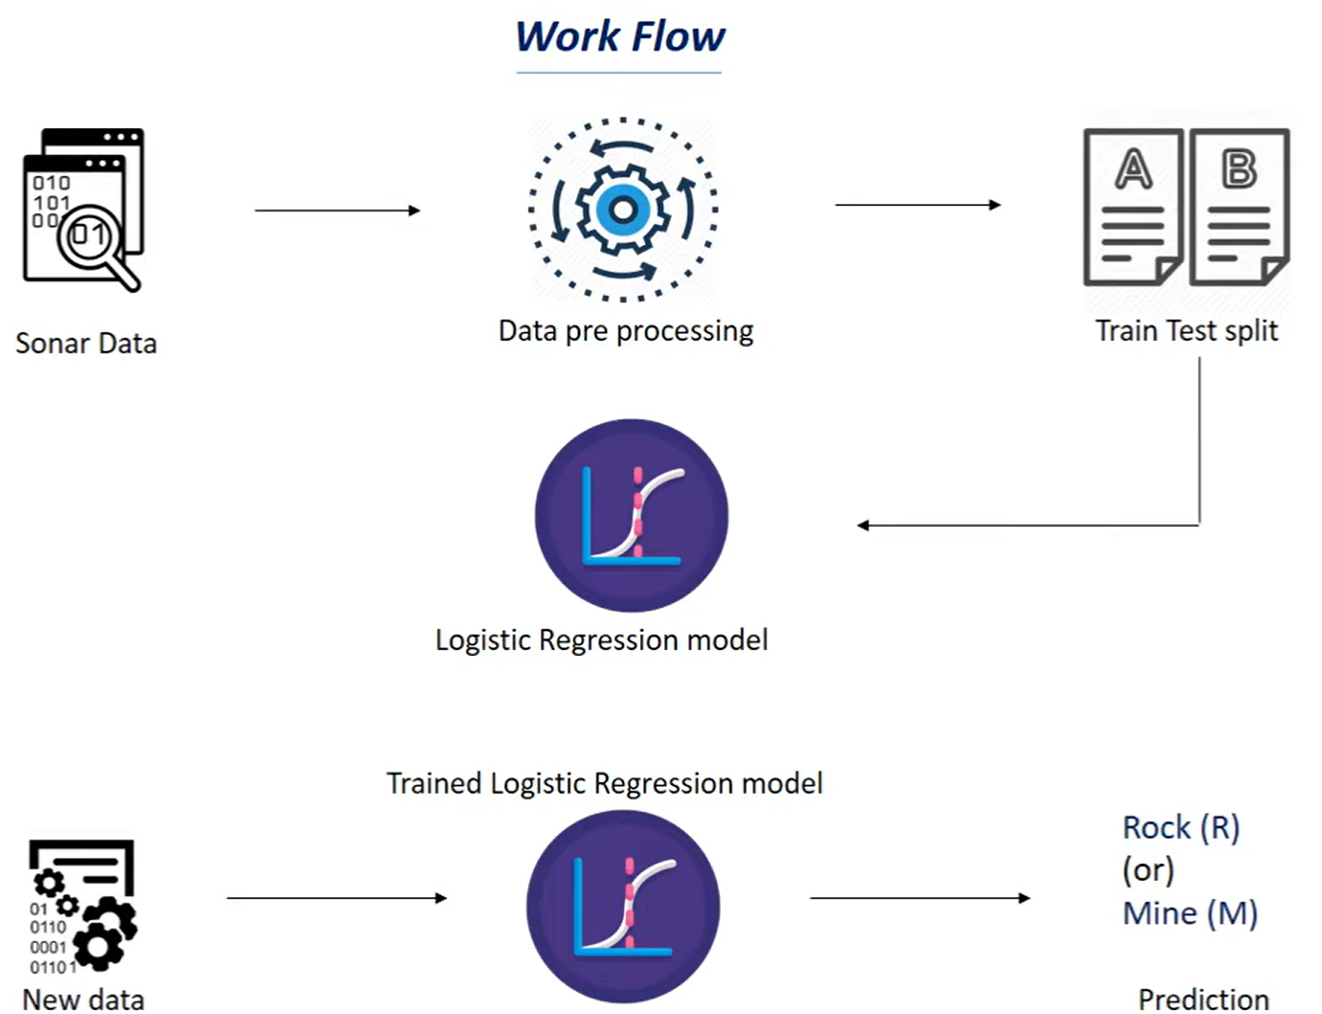 Work Flow
010
101
00
01
A
B
Sonar Data
Data pre processing
Train Test split
Logistic Regression model
Trained Logistic Regression model
01
0110
0001
01101
New data
Rock (R)
(or)
Mine (M)
Prediction